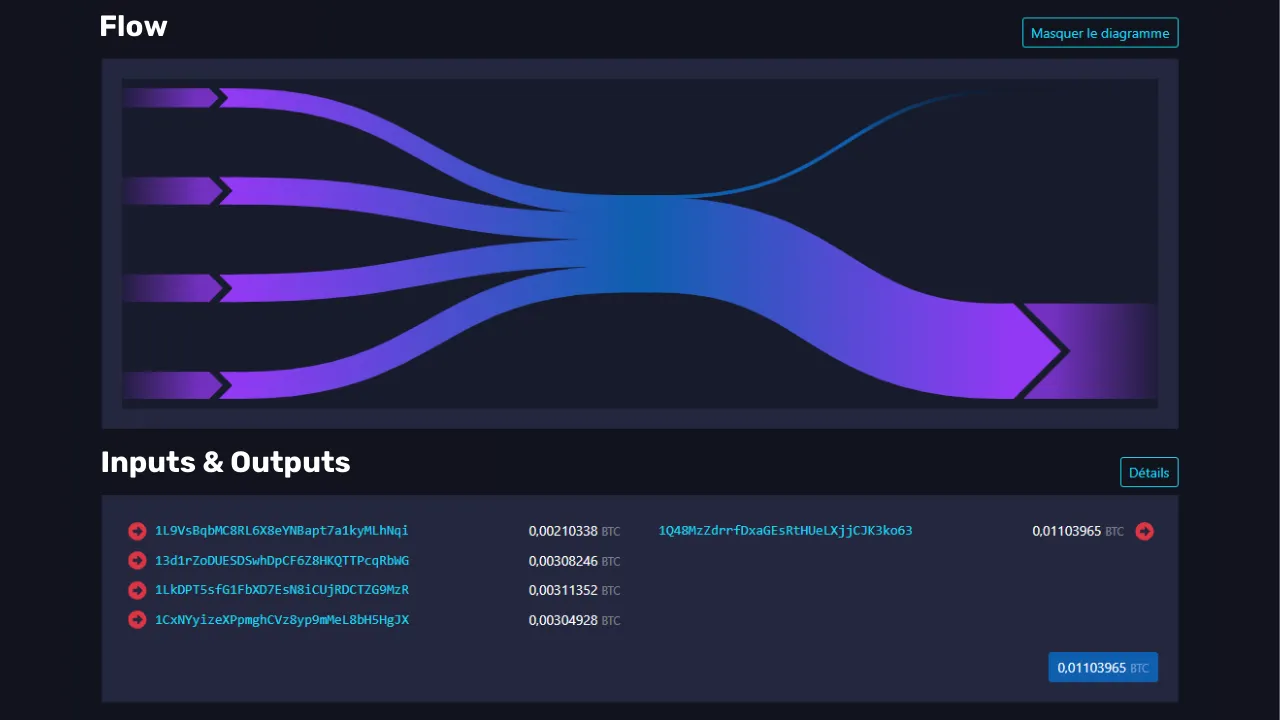 Flow
Masquer le diagramme
Inputs & Outputs
Détails
1L9VsBqbMC8RL6X8eYNBapt7a1kyMLhNqi 0,00210338 BTC 1Q48MzZdrrfDxaGEsRtHUeLXjjCJK3ko63 0,01103965 BTC
13d1rZoDUESDSwhDpCF6Z8HKQTTPcqRbWG 0,00308246 BTC
1LkDPT5sfG1FbXD7EsN8iCUjRDCTZG9MzR 0,00311352 BTC
1CxNYyizeXPpmghCVz8yp9mMeL8bH5HgJX 0,00304928 BTC
0,01103965 BTC